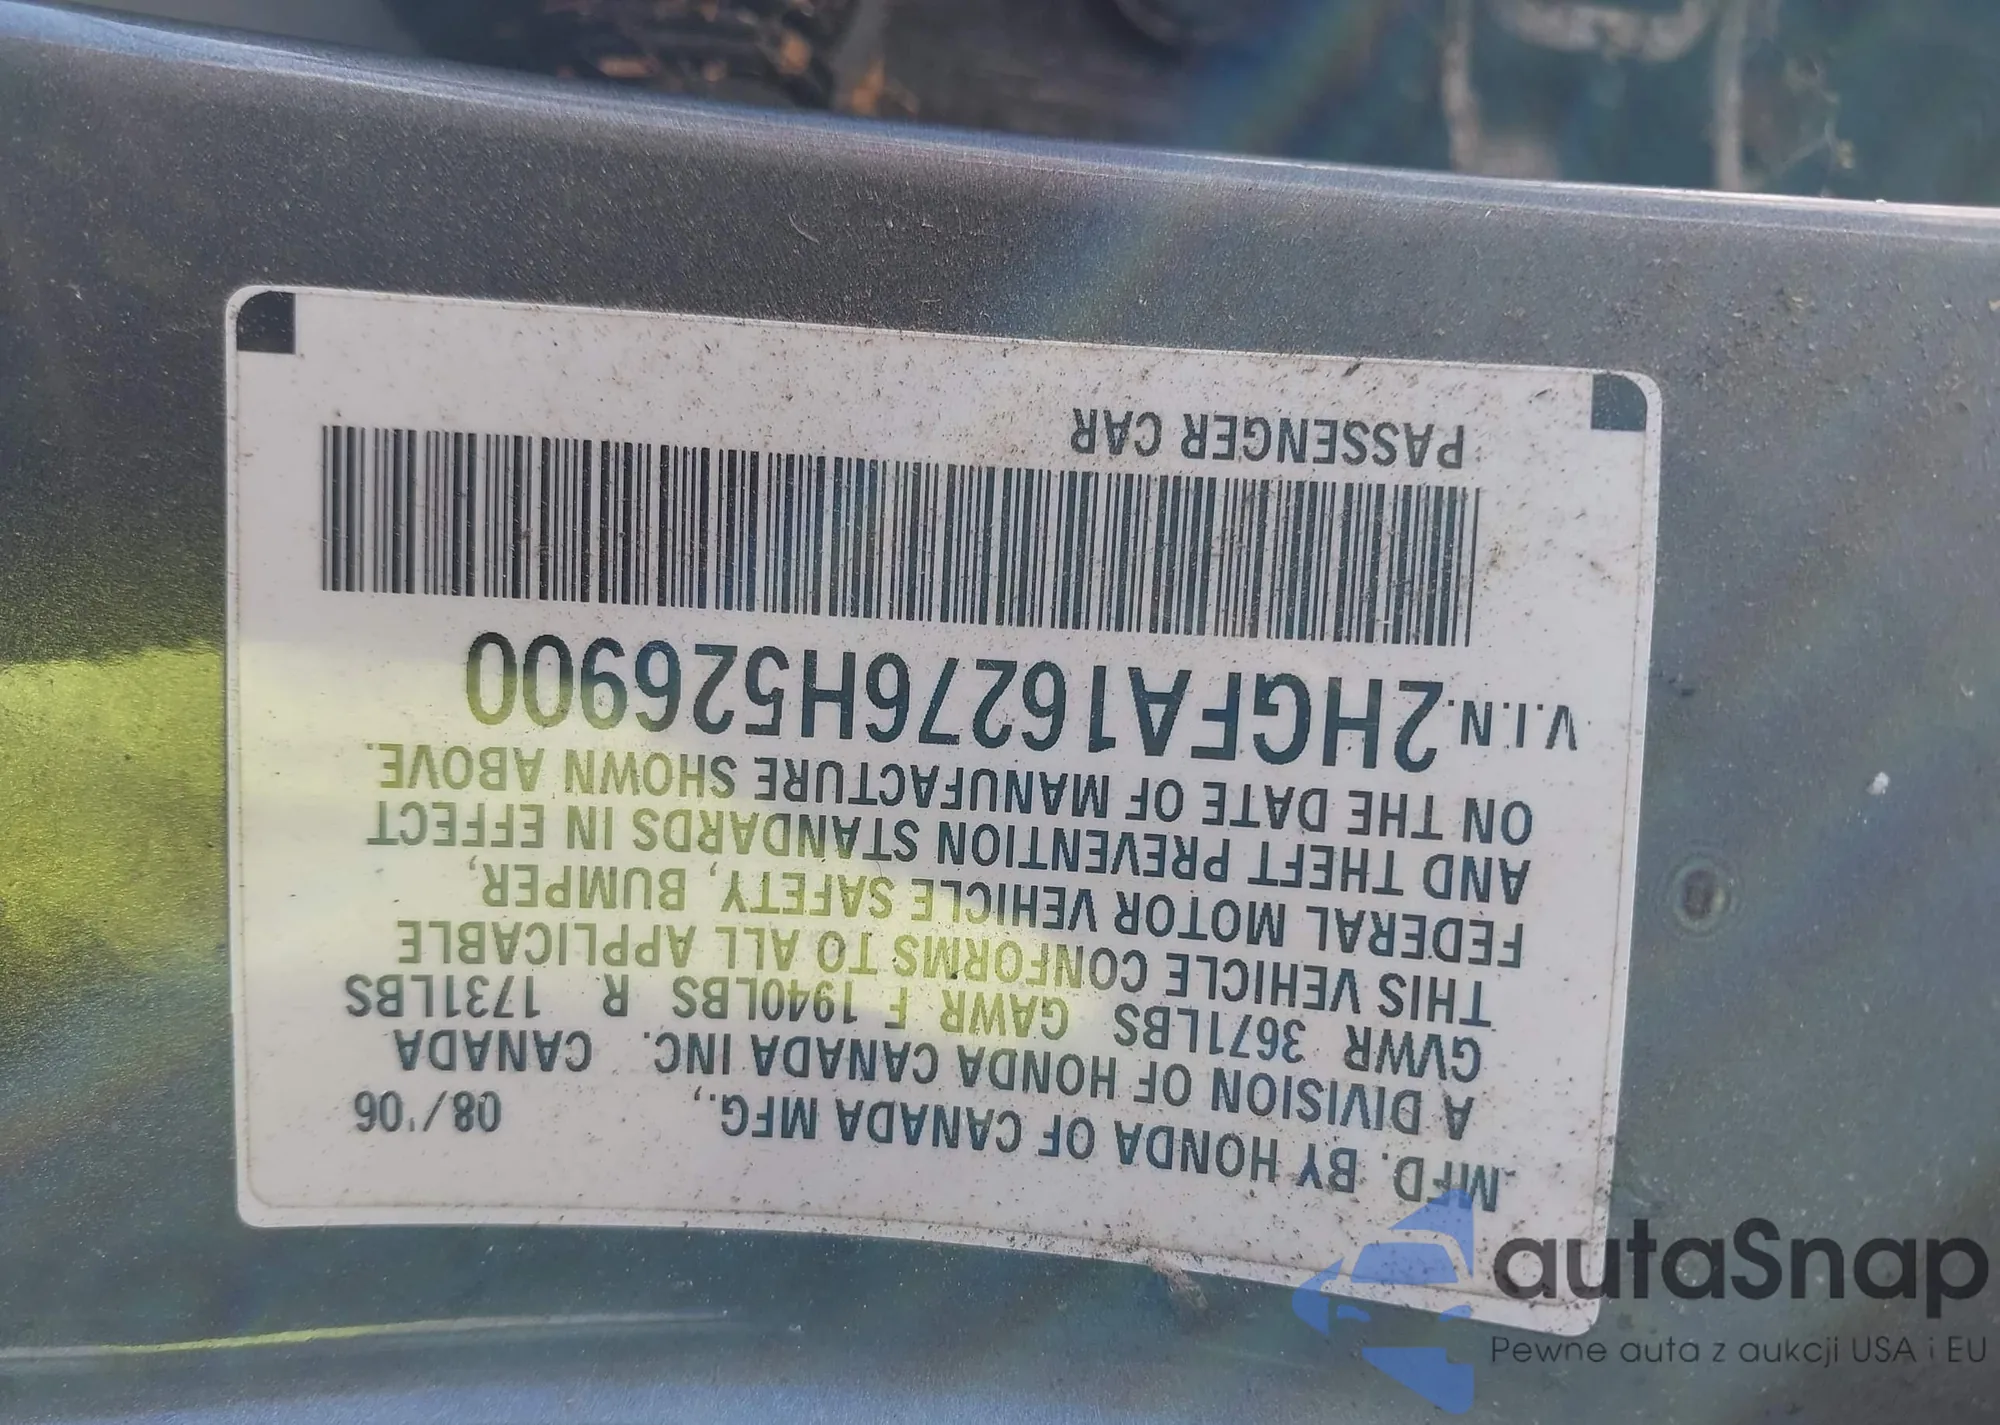 MFD. BY HONDA OF CANADA MFG., 08/'06
A DIVISION OF HONDA CANADA INC. CANADA
GVWR 3671LBS GAWR F 1940LBS R 1731LBS
THIS VEHICLE CONFORMS TO ALL APPLICABLE
FEDERAL MOTOR VEHICLE SAFETY, BUMPER,
AND THEFT PREVENTION STANDARDS IN EFFECT
ON THE DATE OF MANUFACTURE SHOWN ABOVE.
V.I.N. 2HGFA16276H526900
PASSENGER CAR
autaSnap
Pewne auta z aukcji USA i EU